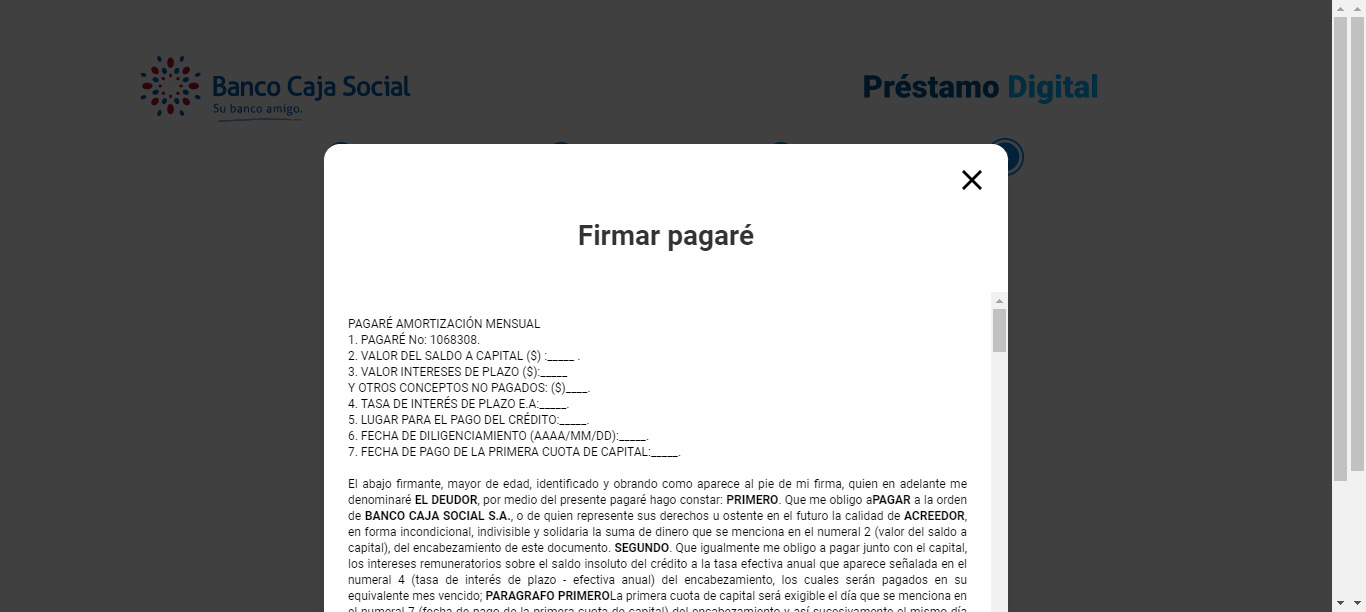 Banco Caja Social
Su banco amigo.
Préstamo Digital
Firmar pagaré
PAGARÉ AMORTIZACIÓN MENSUAL
1. PAGARÉ No: 1068308.
2. VALOR DEL SALDO A CAPITAL ($) :_____ .
3. VALOR INTERESES DE PLAZO ($):_____
Y OTROS CONCEPTOS NO PAGADOS: ($)____.
4. TASA DE INTERÉS DE PLAZO E.A:_____.
5. LUGAR PARA EL PAGO DEL CRÉDITO:_____.
6. FECHA DE DILIGENCIAMIENTO (AAAA/MM/DD):_____.
7. FECHA DE PAGO DE LA PRIMERA CUOTA DE CAPITAL:_____.
El abajo firmante, mayor de edad, identificado y obrando como aparece al pie de mi firma, quien en adelante me
denominaré EL DEUDOR, por medio del presente pagaré hago constar: PRIMERO. Que me obligo aPAGAR a la orden
de BANCO CAJA SOCIAL S.A., o de quien represente sus derechos u ostente en el futuro la calidad de ACREEDOR,
en forma incondicional, indivisible y solidaria la suma de dinero que se menciona en el numeral 2 (valor del saldo a
capital), del encabezamiento de este documento. SEGUNDO. Que igualmente me obligo a pagar junto con el capital,
los intereses remuneratorios sobre el saldo insoluto del crédito a la tasa efectiva anual que aparece señalada en el
numeral 4 (tasa de interés de plazo - efectiva anual) del encabezamiento, los cuales serán pagados en su
equivalente mes vencido; PARAGRAFO PRIMEROLa primera cuota de capital será exigible el día que se menciona en
el numeral 7 (fecha de pago de la primera cuota de capital) del encabezamiento y así sucesivamente el mismo día